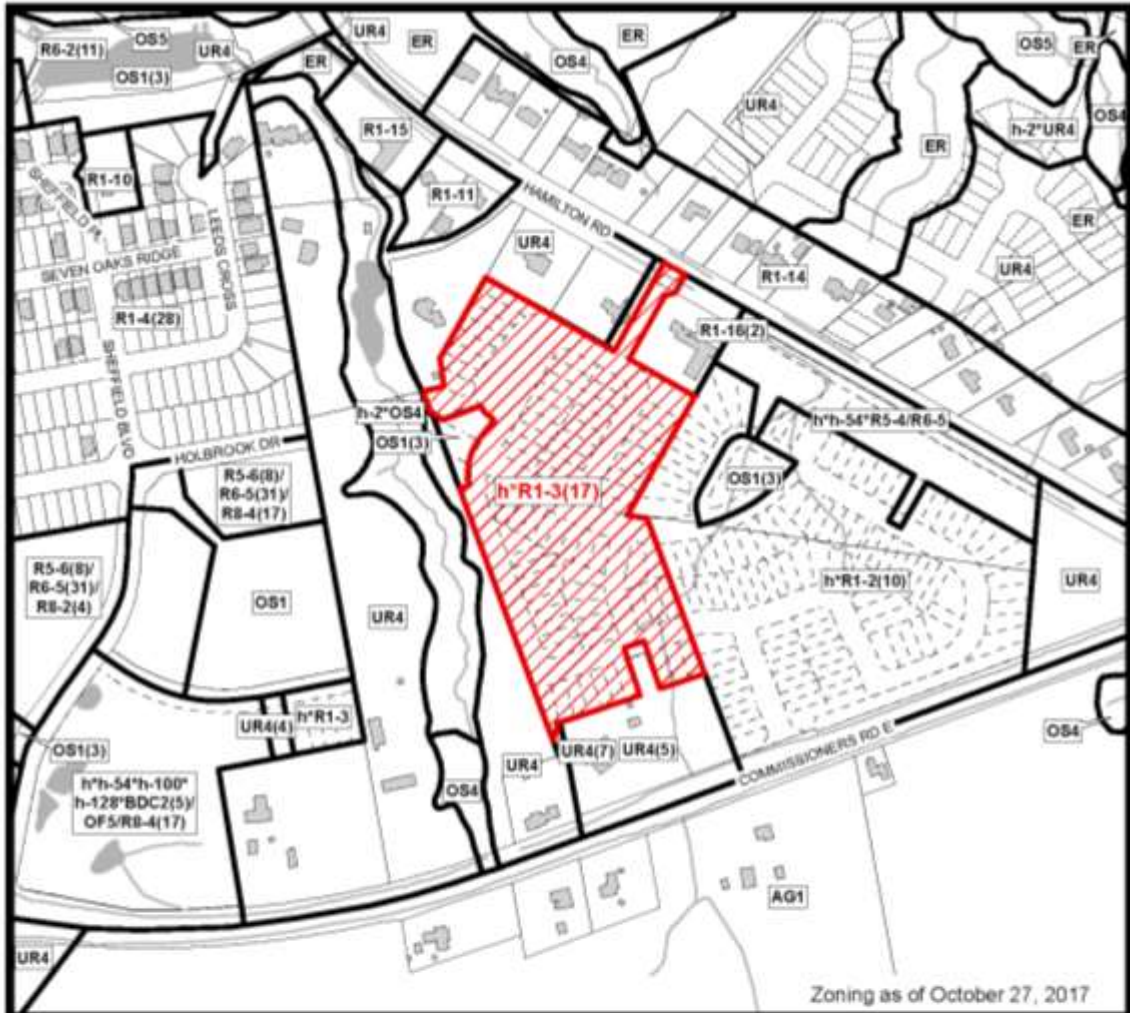 R6-2(11)
OS5
OS1(3)
UR4
ER
UR4
ER
OS4
ER
OS5
ER
UR4
h-2*UR4
OS4
ER
R1-15
R1-10
SHEFFIELD PL
R1-11
HAMILTON RD
LEEDS CROSS
SEVEN OAKS RIDGE
UR4
ER
UR4
R1-14
R1-4(28)
R1-16(2)
SHEFFIELD BLVD
h-2*OS4
h*h-54*R5-4/R6-5
OS1(3)
HOLBROOK DR
OS1(3)
R5-6(8)/
R6-5(31)/
R8-4(17)
h*R1-3(17)
R5-6(8)/
R6-5(31)/
R8-2(4)
OS1
UR4
h*R1-2(10)
UR4
UR4(4)
h*R1-3
OS1(3)
UR4(7)
UR4(5)
UR4
COMMISSIONERS RD E
OS4
OS4
h*h-54*h-100*
h-128*BDC2(5)/
OF5/R8-4(17)
AG1
UR4
Zoning as of October 27, 2017